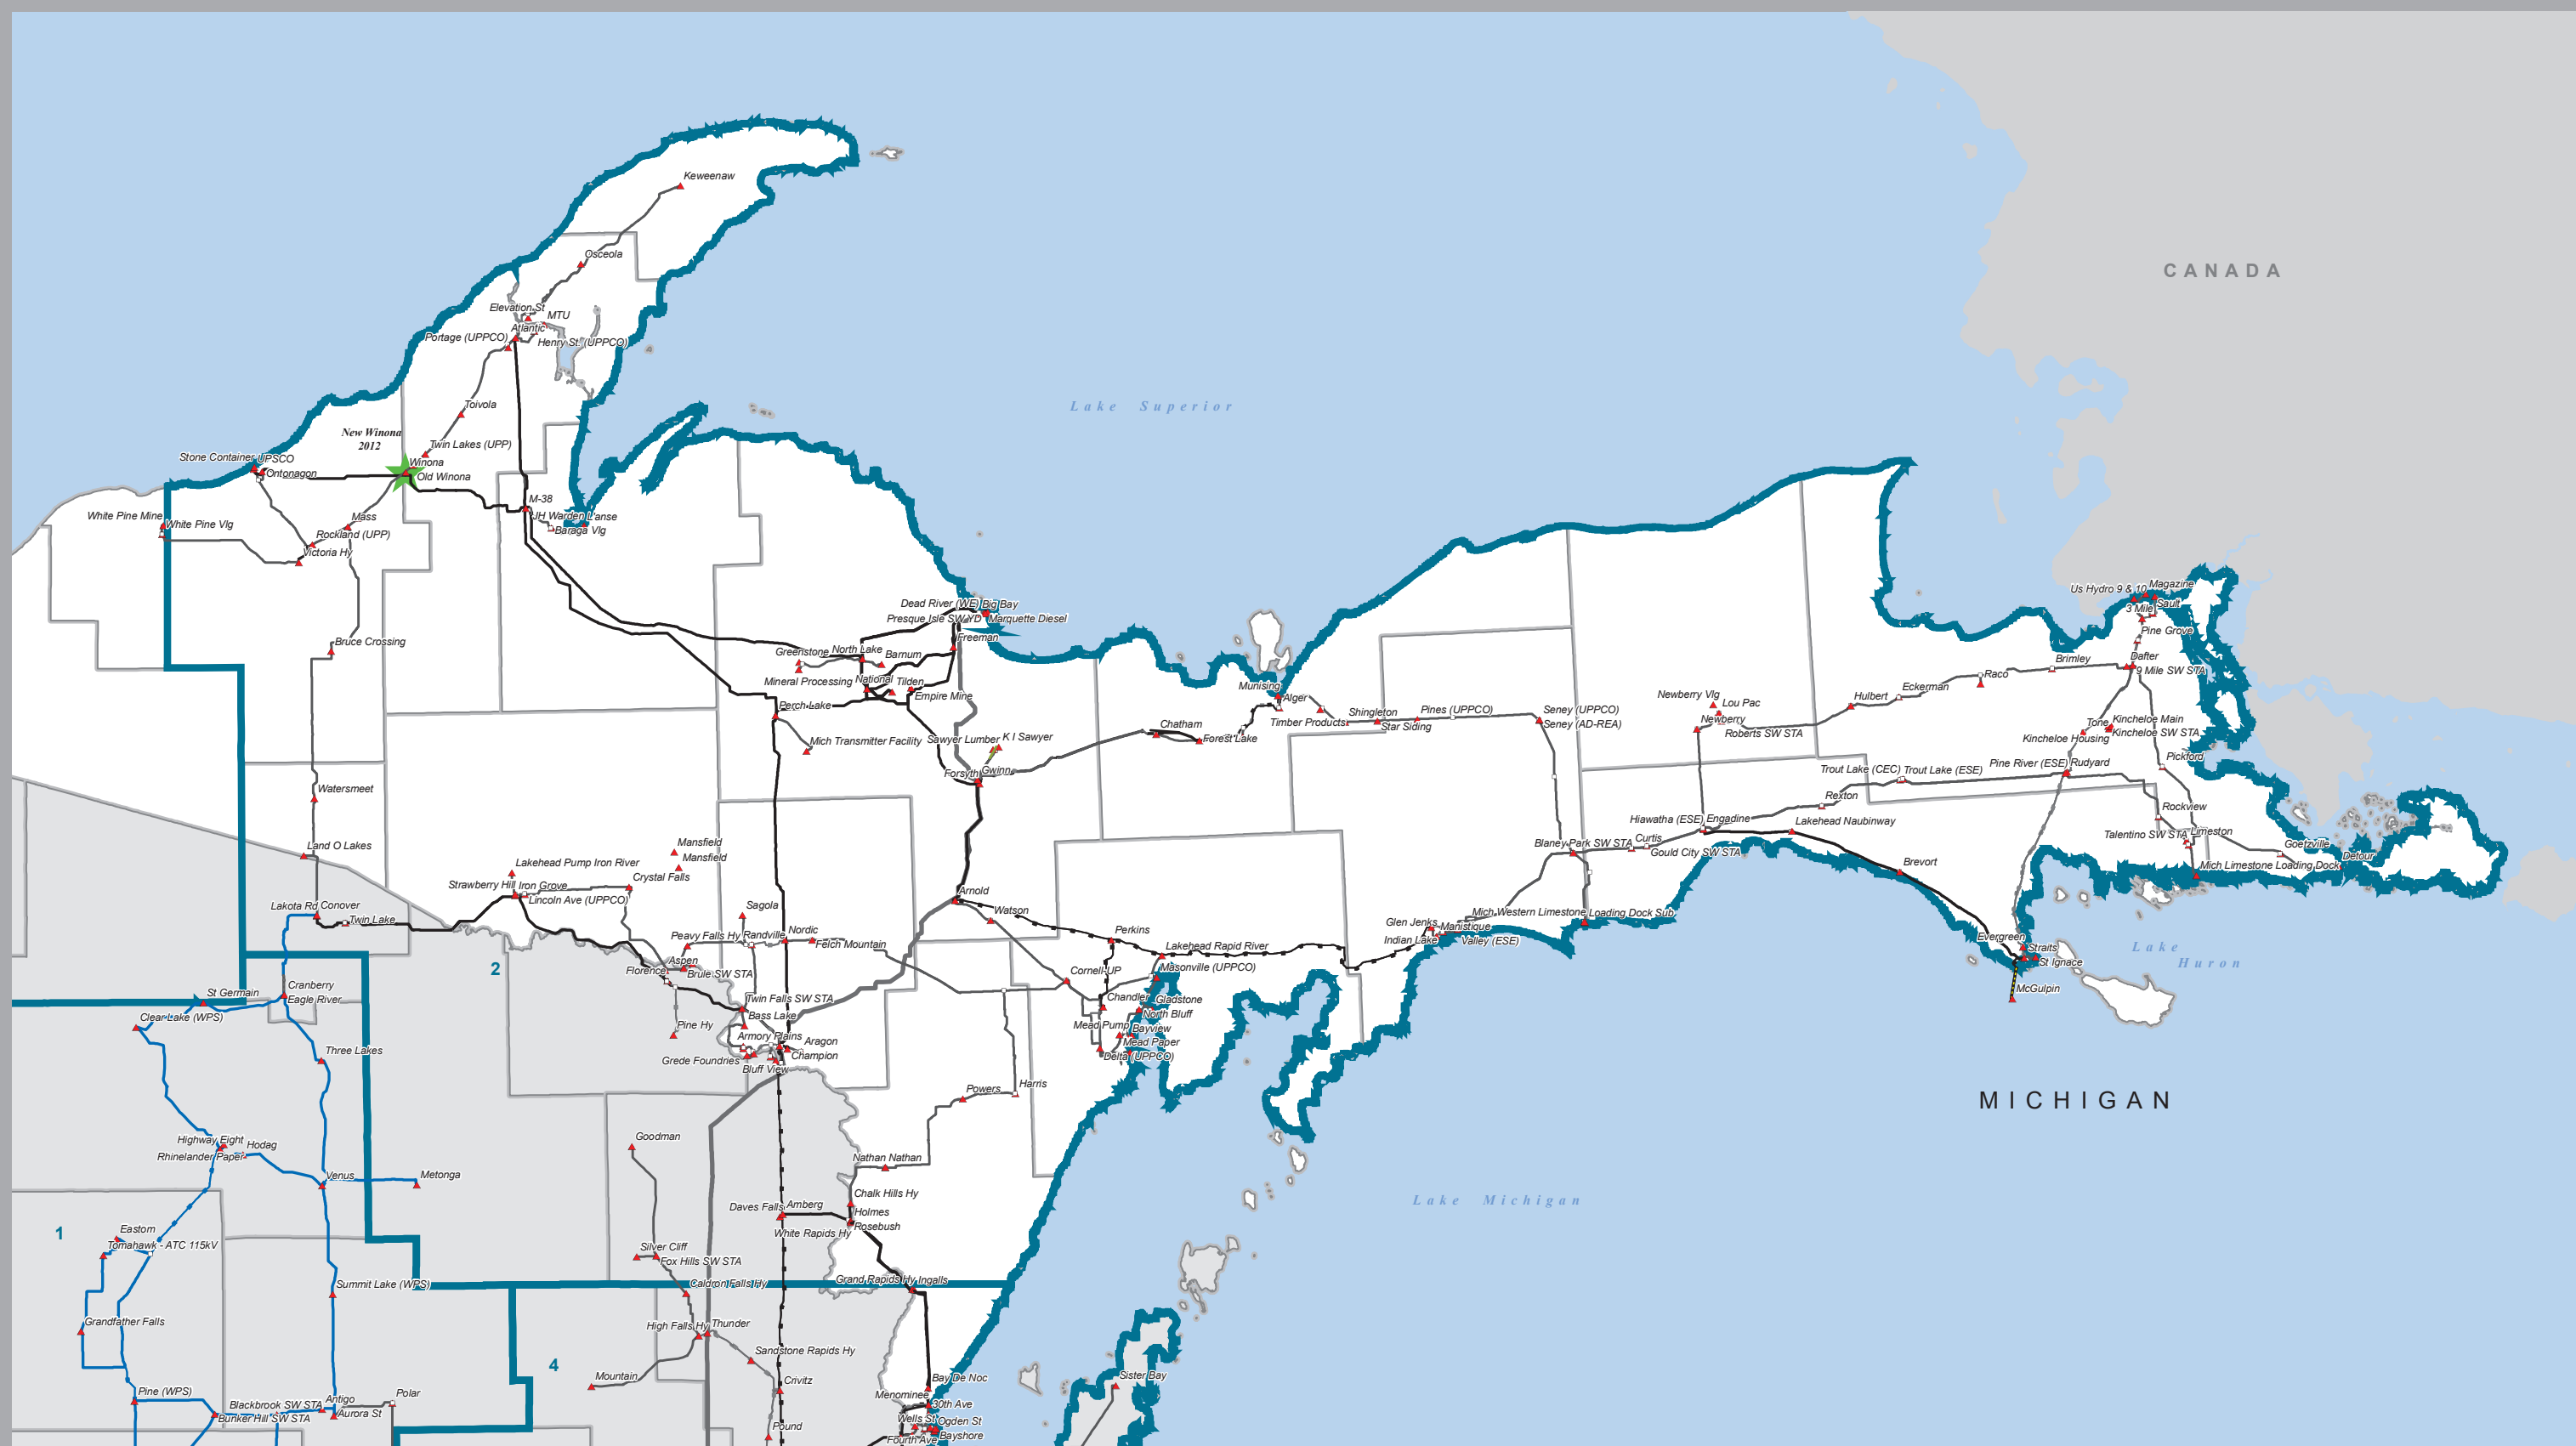 CANADA
Keweenaw
Osceola
Elevation St
MTU
Atlantic
Portage (UPPCO)
Henry St. (UPPCO)
Lake Superior
Toivola
New Winona
2012
Twin Lakes (UPP)
Stone Container UPSCO
Winona
Ontonagon
Old Winona
M-38
White Pine Mine
Mass
JH Warden L'anse
White Pine Vlg
Baraga Vlg
Rockland (UPP)
Victoria Hy
Us Hydro 9 & 10
Magazine
Dead River (WE)
Big Bay
3 Mile
Sault
Presque Isle SW YD
Marquette Diesel
Pine Grove
Freeman
Bruce Crossing
Greenstone
North Lake
Barnum
Brimley
Dafter
9 Mile SW STA
Mineral Processing
National
Tilden
Munising
Raco
Empire Mine
Alger
Newberry Vlg
Hulbert
Eckerman
Perch Lake
Lou Pac
Shingleton
Pines (UPPCO)
Seney (UPPCO)
Timber Products
Star Siding
Seney (AD-REA)
Newberry
Kincheloe Main
Chatham
Tone
Mich Transmitter Facility
Sawyer Lumber
K I Sawyer
Forest Lake
Roberts SW STA
Kincheloe SW STA
Kincheloe Housing
Pickford
Forsyth
Gwinn
Trout Lake (CEC)
Trout Lake (ESE)
Pine River (ESE)
Rudyard
Watersmeet
Rexton
Rockview
Hiawatha (ESE)
Engadine
Lakehead Naubinway
Talentino SW STA
Limeston
Land O Lakes
Mansfield
Blaney Park SW STA
Curtis
Gould City SW STA
Goetzville
Mansfield
Detour
Lakehead Pump Iron River
Brevort
Mich Limestone Loading Dock
Crystal Falls
Strawberry Hill
Iron Grove
Arnold
Lincoln Ave (UPPCO)
Lakota Rd
Conover
Sagola
Watson
Mich Western Limestone Loading Dock Sub
Twin Lake
Glen Jenks
Manistique
Perkins
Peavy Falls Hy
Randville
Nordic
Indian Lake
Valley (ESE)
Evergreen
Felch Mountain
Lakehead Rapid River
Straits
Lake
Huron
Aspen
St Ignace
2
Florence
Brule SW STA
Cornell-UP
Masonville (UPPCO)
Cranberry
McGulpin
St Germain
Eagle River
Twin Falls SW STA
Chandler
Gladstone
Clear Lake (WPS)
Bass Lake
North Bluff
Pine Hy
Mead Pump
Bayview
Armory
Plains
Aragon
Mead Paper
Three Lakes
Grede Foundries
Champion
Delta (UPPCO)
Bluff View
Powers
Harris
MICHIGAN
Goodman
Highway Eight
Hodag
Rhinelander Paper
Nathan Nathan
Venus
Metonga
Chalk Hills Hy
Lake Michigan
Daves Falls
Amberg
Holmes
1
Eastom
White Rapids Hy
Rosebush
Tomahawk - ATC 115kV
Silver Cliff
Fox Hills SW STA
Summit Lake (WPS)
Caldron Falls Hy
Grand Rapids Hy
Ingalls
Grandfather Falls
High Falls Hy
Thunder
Sandstone Rapids Hy
4
Mountain
Crivitz
Bay De Noc
Sister Bay
Pine (WPS)
Polar
Menominee
Blackbrook SW STA
Antigo
30th Ave
Bunker Hill SW STA
Aurora St
Wells St
Ogden St
Pound
Fourth Ave
Bayshore